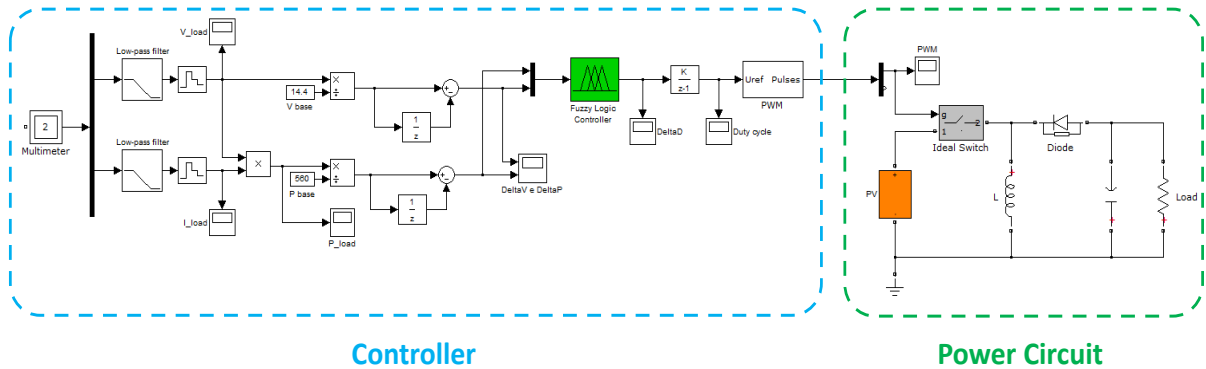 V_load
Low-pass filter
14.4
V base
×
÷
1
z
+
−
2
Multimeter
Low-pass filter
I_load
×
560
P base
×
÷
P_load
1
z
+
−
DeltaV e DeltaP
Fuzzy Logic
Controller
DeltaD
K
z-1
Duty cycle
Uref Pulses
PWM
PWM
g
1
2
Ideal Switch
Diode
PV
+
L
+
+
Load
+
Controller
Power Circuit